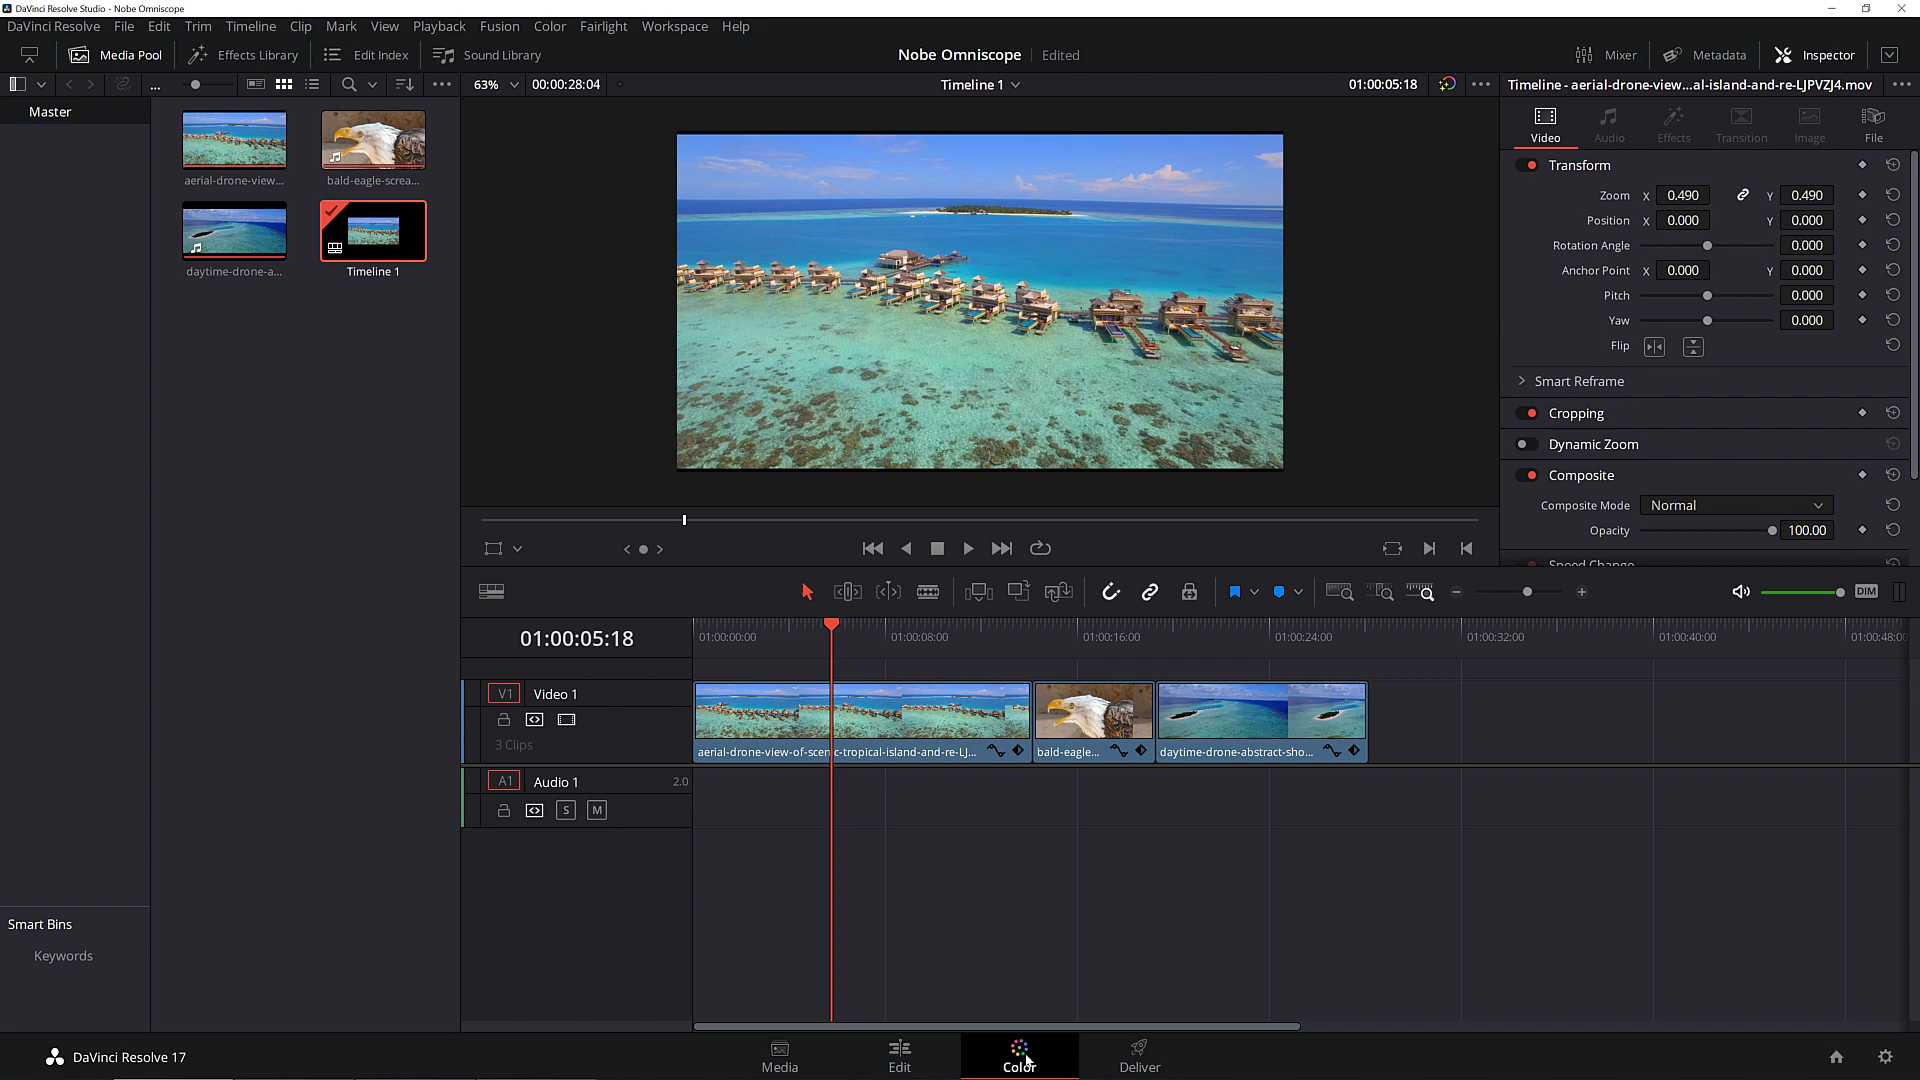 DaVinci Resolve Studio - Nobe Omniscope
DaVinci Resolve File Edit Trim Timeline Clip Mark View Playback Fusion Color Fairlight Workspace Help
Media Pool Effects Library Edit Index Sound Library Nobe Omniscope Edited Mixer Metadata Inspector
63% 00:00:28:04 Timeline 1 01:00:05:18 Timeline - aerial-drone-view...al-island-and-re-LJPVZJ4.mov
Master
aerial-drone-view...
bald-eagle-screa...
daytime-drone-a...
Timeline 1
Smart Bins
Keywords
Video Audio Effects Transition Image File
Transform
Zoom X 0.490 Y 0.490
Position X 0.000 Y 0.000
Rotation Angle 0.000
Anchor Point X 0.000 Y 0.000
Pitch 0.000
Yaw 0.000
Flip
Smart Reframe
Cropping
Dynamic Zoom
Composite
Composite Mode Normal
Opacity 100.00
Speed Change
DIM
01:00:05:18
01:00:00:00 01:00:08:00 01:00:16:00 01:00:24:00 01:00:32:00 01:00:40:00 01:00:48:00
V1 Video 1
3 Clips
aerial-drone-view-of-scenic-tropical-island-and-re-LJ... bald-eagle... daytime-drone-abstract-sho...
A1 Audio 1 2.0
S M
DaVinci Resolve 17
Media Edit Color Deliver